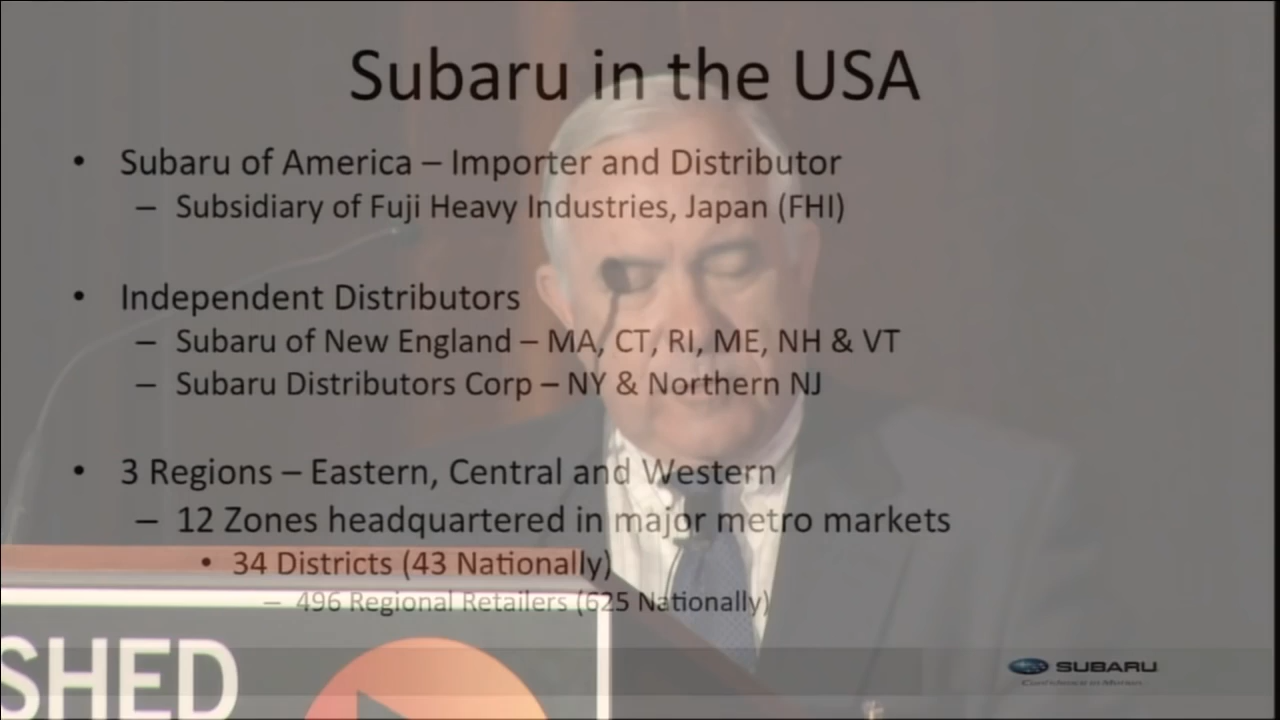 Subaru in the USA
• Subaru of America – Importer and Distributor
– Subsidiary of Fuji Heavy Industries, Japan (FHI)
• Independent Distributors
– Subaru of New England – MA, CT, RI, ME, NH & VT
– Subaru Distributors Corp – NY & Northern NJ
• 3 Regions – Eastern, Central and Western
– 12 Zones headquartered in major metro markets
• 34 Districts (43 Nationally)
– 496 Regional Retailers (625 Nationally)
SHED
SUBARU
Confidence in Motion